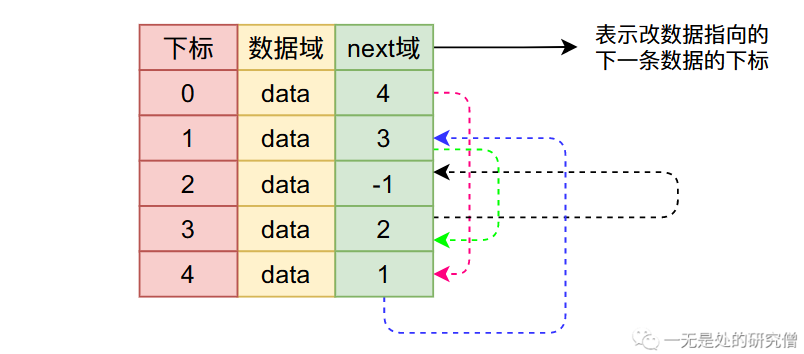 下标 数据域 next域
表示改数据指向的
下一条数据的下标
0 data 4
1 data 3
2 data -1
3 data 2
4 data 1
一无是处的研究僧